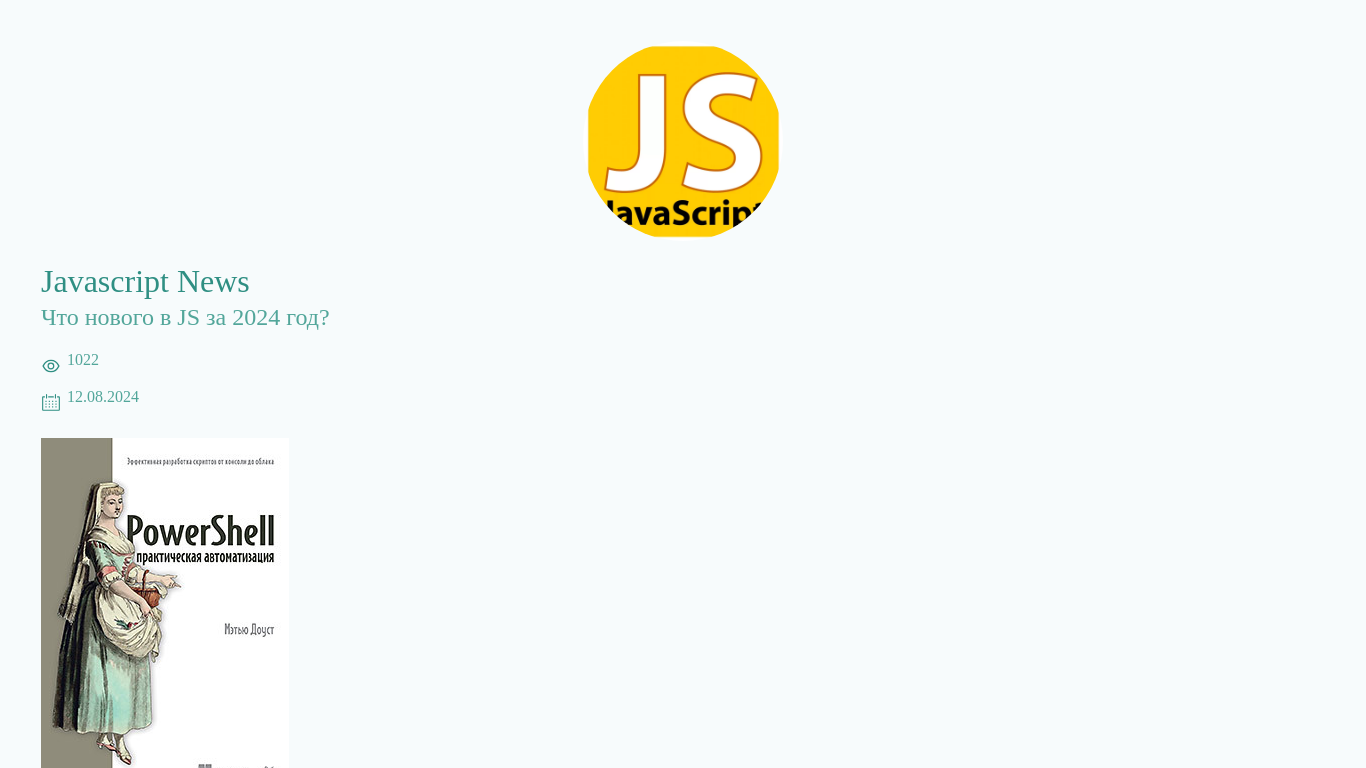 JS
JavaScript
Javascript News
Что нового в JS за 2024 год?
1022
12.08.2024
Эффективная разработка скриптов от консоли до облака
PowerShell
практическая автоматизация
Мэтью Доуст